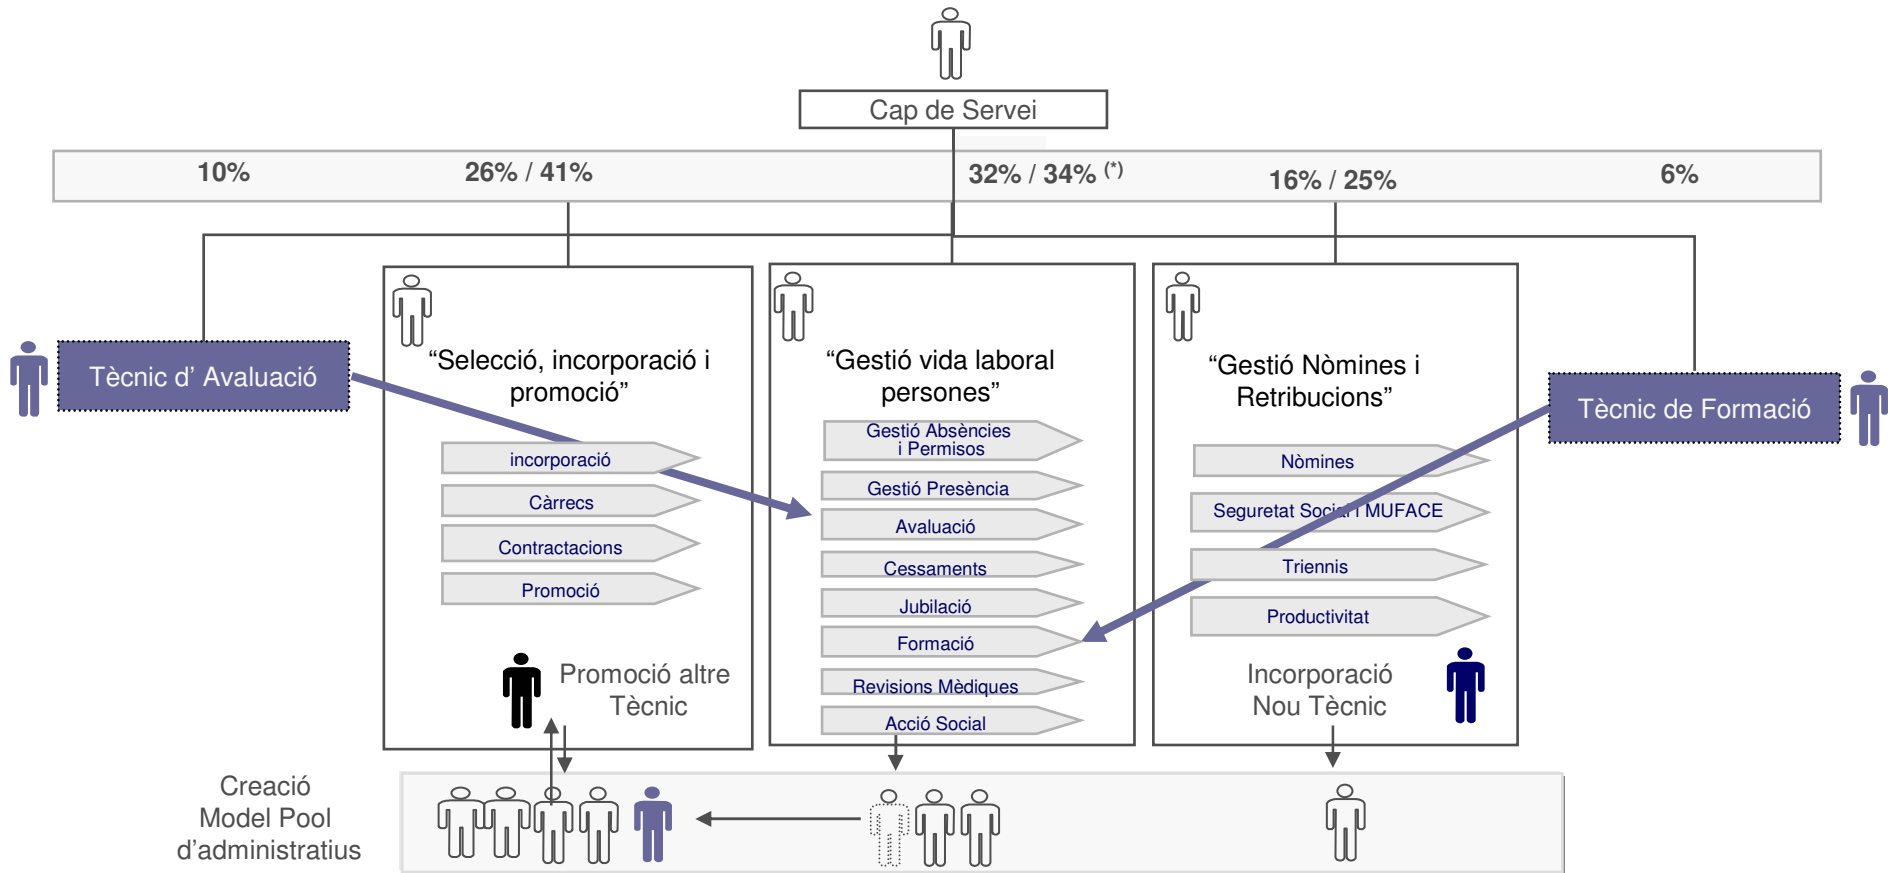 Cap de Servei
10%
26% / 41%
32% / 34% (*)
16% / 25%
6%
Tècnic d' Avaluació
“Selecció, incorporació i
promoció”
incorporació
Càrrecs
Contractacions
Promoció
Promoció altre
Tècnic
“Gestió vida laboral
persones”
Gestió Absències
i Permisos
Gestió Presència
Avaluació
Cessaments
Jubilació
Formació
Revisions Mèdiques
Acció Social
“Gestió Nòmines i
Retribucions”
Nòmines
Seguretat Social i MUFACE
Triennis
Productivitat
Incorporació
Nou Tècnic
Tècnic de Formació
Creació
Model Pool
d'administratius